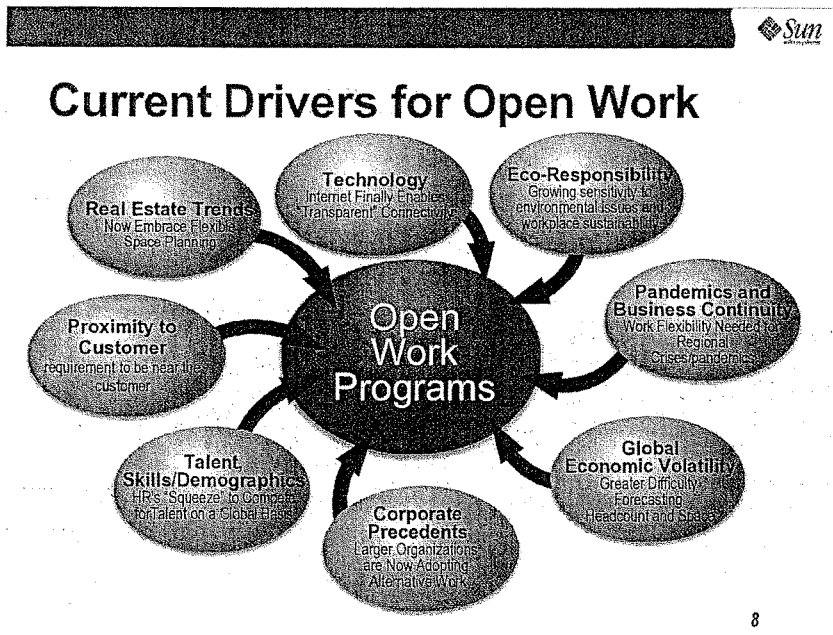 Sun
microsystems
Current Drivers for Open Work
Technology
Internet Finally Enables
"Transparent" Connectivity
Eco-Responsibility
Growing sensitivity to
environmental issues and
workplace sustainability
Real Estate Trends
Now Embrace Flexible
Space Planning
Pandemics and
Business Continuity
Work Flexibility Needed for
Regional
Crises/pandemics
Open
Work
Programs
Proximity to
Customer
requirement to be near the
customer
Global
Economic Volatility
Greater Difficulty
Forecasting
Headcount and Space
Talent,
Skills/Demographics
HR's "Squeeze" to Compete
for Talent on a Global Basis
Corporate
Precedents
Larger Organizations
are Now Adopting
Alternative Work
8